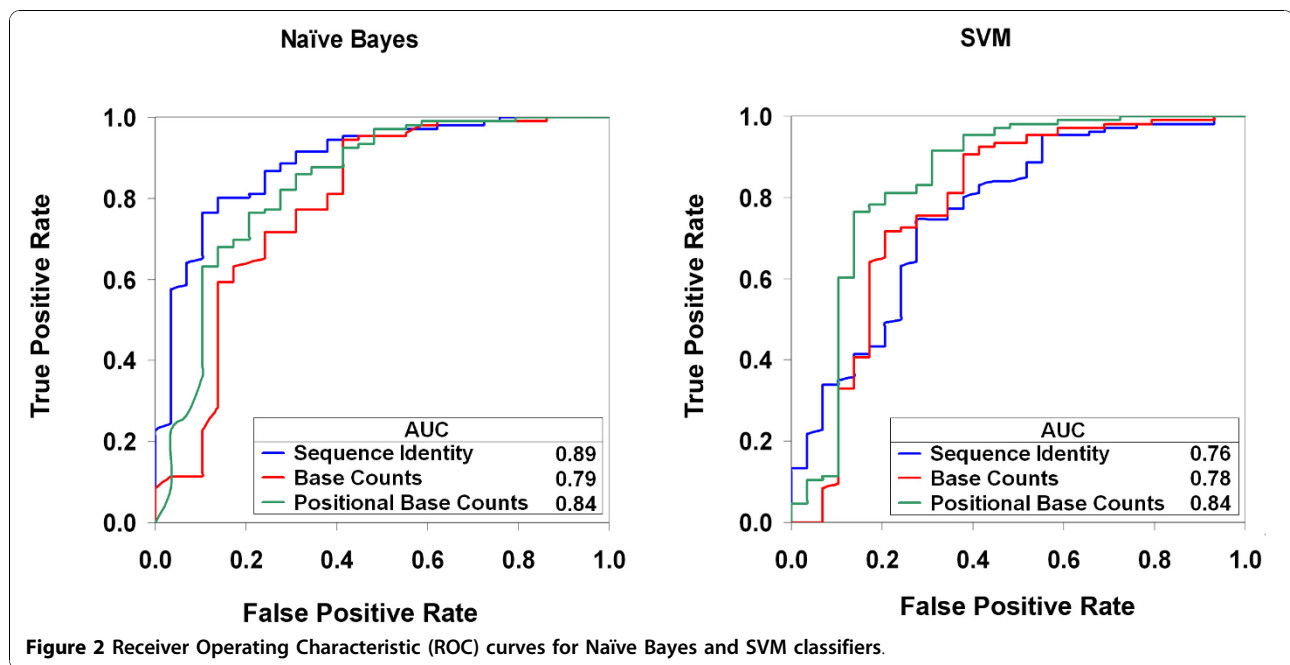 Naïve Bayes
True Positive Rate
1.0
0.8
0.6
0.4
0.2
0.0
AUC
Sequence Identity 0.89
Base Counts 0.79
Positional Base Counts 0.84
0.0 0.2 0.4 0.6 0.8 1.0
False Positive Rate
SVM
True Positive Rate
1.0
0.8
0.6
0.4
0.2
0.0
AUC
Sequence Identity 0.76
Base Counts 0.78
Positional Base Counts 0.84
0.0 0.2 0.4 0.6 0.8 1.0
False Positive Rate
Figure 2 Receiver Operating Characteristic (ROC) curves for Naïve Bayes and SVM classifiers.